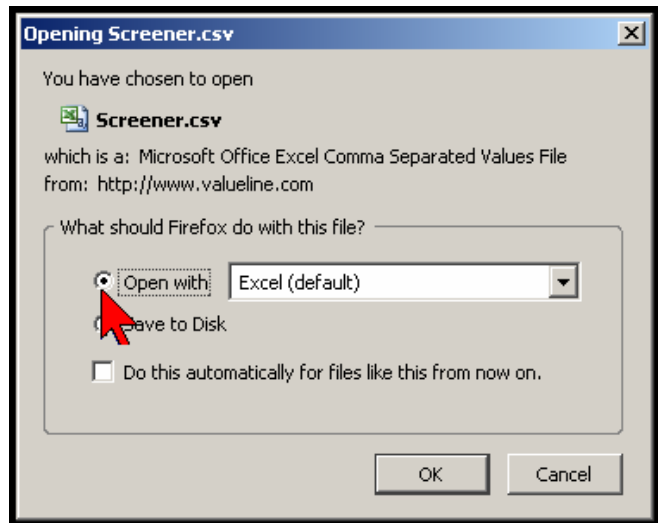 Opening Screener.csv
You have chosen to open
Screener.csv
which is a: Microsoft Office Excel Comma Separated Values File
from: http://www.valueline.com
What should Firefox do with this file?
Open with Excel (default)
Save to Disk
Do this automatically for files like this from now on.
OK Cancel